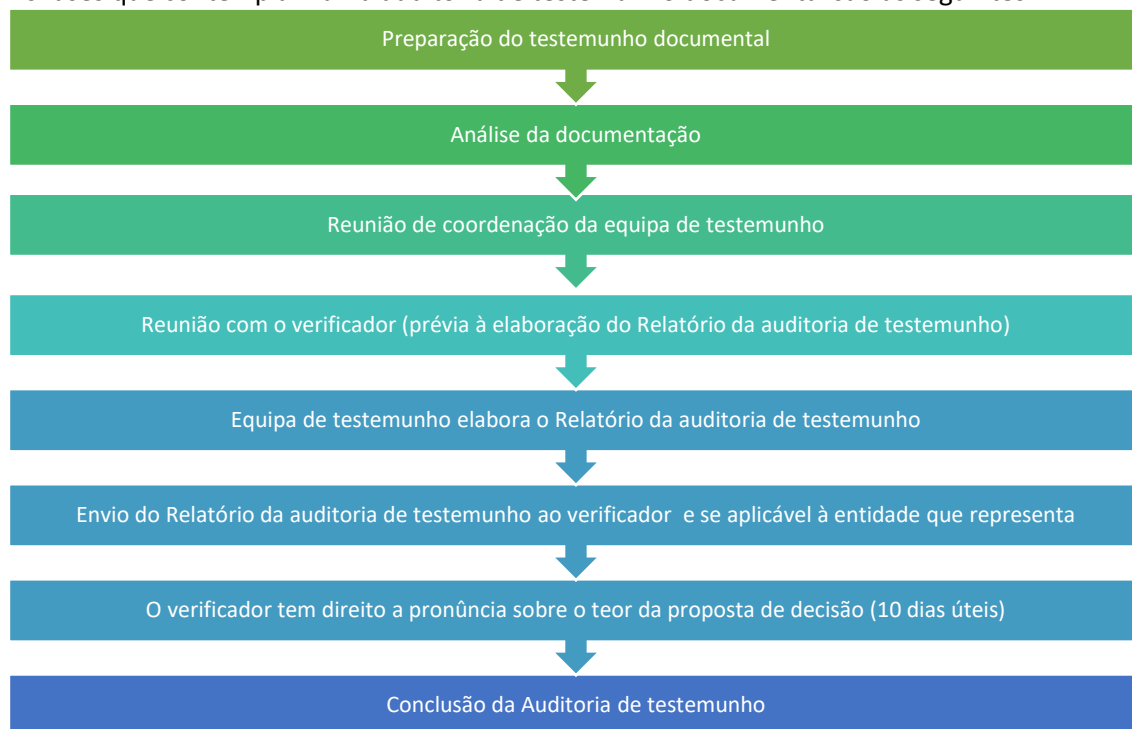 Preparação do testemunho documental
Análise da documentação
Reunião de coordenação da equipa de testemunho
Reunião com o verificador (prévia à elaboração do Relatório da auditoria de testemunho)
Equipa de testemunho elabora o Relatório da auditoria de testemunho
Envio do Relatório da auditoria de testemunho ao verificador e se aplicável à entidade que representa
O verificador tem direito a pronúncia sobre o teor da proposta de decisão (10 dias úteis)
Conclusão da Auditoria de testemunho